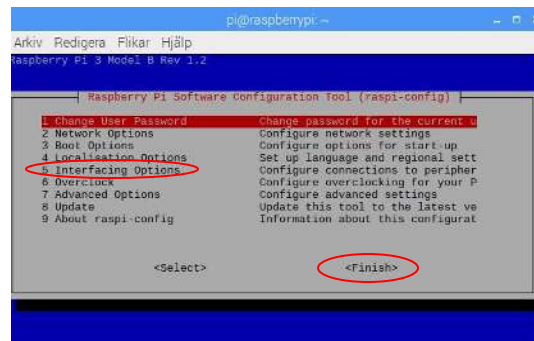 pi@raspberrypi: ~
Arkiv Redigera Flikar Hjälp
Raspberry Pi 3 Model B Rev 1.2
Raspberry Pi Software Configuration Tool (raspi-config)
1 Change User Password Change password for the current u
2 Network Options Configure network settings
3 Boot Options Configure options for start-up
4 Localisation Options Set up language and regional sett
5 Interfacing Options Configure connections to peripher
6 Overclock Configure overclocking for your P
7 Advanced Options Configure advanced settings
8 Update Update this tool to the latest ve
9 About raspi-config Information about this configurat
<Select> <Finish>